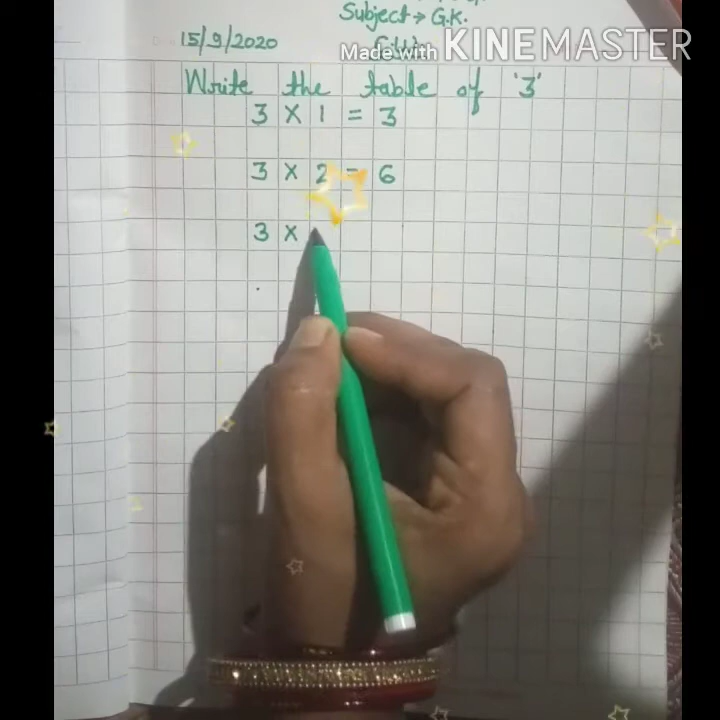 Subject → G.K.
15/9/2020
Made with KINEMASTER
Write the table of '3'
3 × 1 = 3
3 × 2 = 6
3 ×